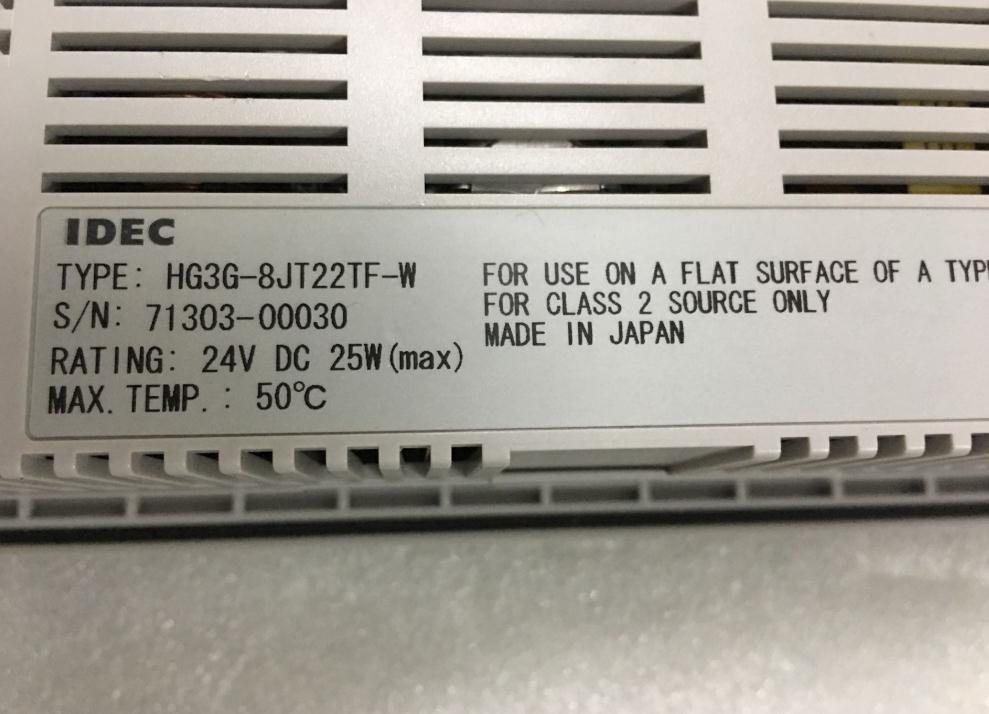 IDEC
TYPE: HG3G-8JT22TF-W
S/N: 71303-00030
RATING: 24V DC 25W(max)
MAX. TEMP. : 50℃
FOR USE ON A FLAT SURFACE OF A TYP
FOR CLASS 2 SOURCE ONLY
MADE IN JAPAN